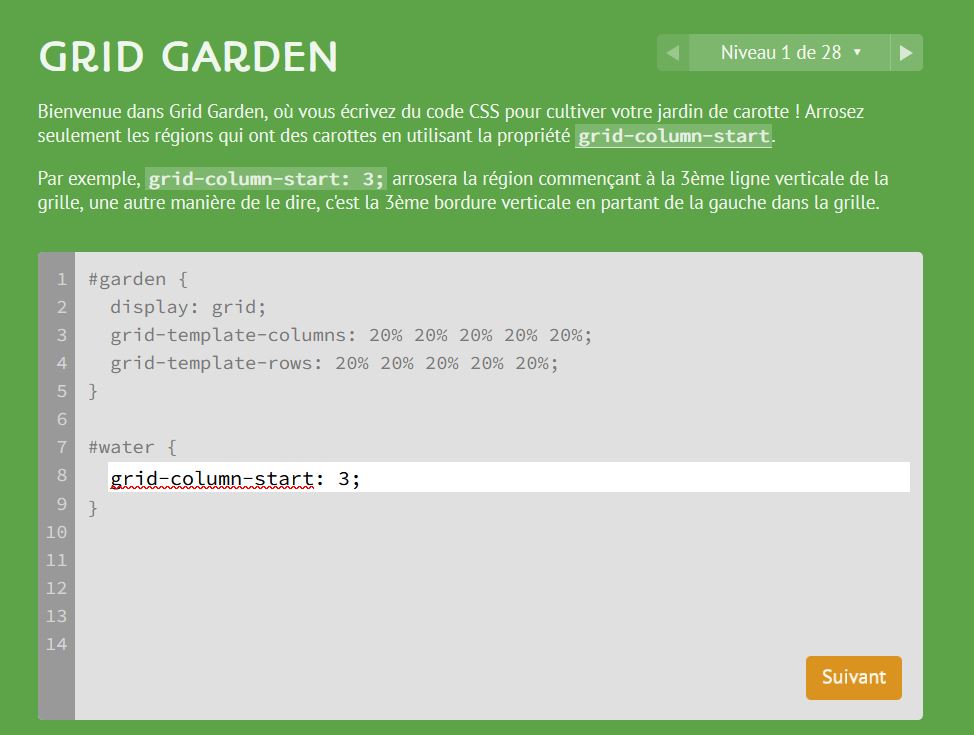 GRID GARDEN
Niveau 1 de 28
Bienvenue dans Grid Garden, où vous écrivez du code CSS pour cultiver votre jardin de carotte ! Arrosez
seulement les régions qui ont des carottes en utilisant la propriété grid-column-start.
Par exemple, grid-column-start: 3; arrosera la région commençant à la 3ème ligne verticale de la
grille, une autre manière de le dire, c'est la 3ème bordure verticale en partant de la gauche dans la grille.
1 #garden {
2 display: grid;
3 grid-template-columns: 20% 20% 20% 20% 20%;
4 grid-template-rows: 20% 20% 20% 20% 20%;
5 }
6
7 #water {
8 grid-column-start: 3;
9 }
10
11
12
13
14
Suivant